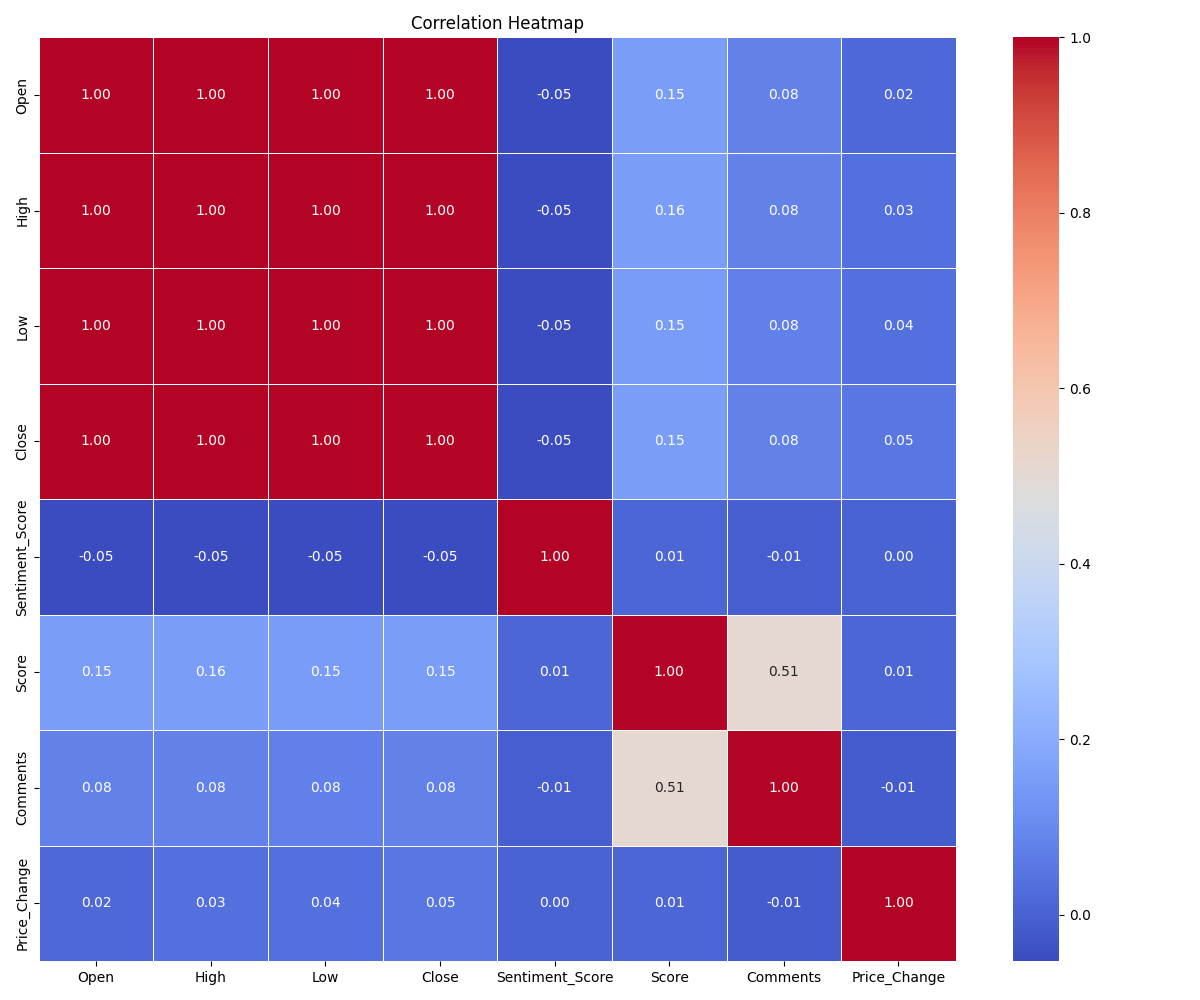 Correlation Heatmap
Open 1.00 1.00 1.00 1.00 -0.05 0.15 0.08 0.02
High 1.00 1.00 1.00 1.00 -0.05 0.16 0.08 0.03
Low 1.00 1.00 1.00 1.00 -0.05 0.15 0.08 0.04
Close 1.00 1.00 1.00 1.00 -0.05 0.15 0.08 0.05
Sentiment_Score -0.05 -0.05 -0.05 -0.05 1.00 0.01 -0.01 0.00
Score 0.15 0.16 0.15 0.15 0.01 1.00 0.51 0.01
Comments 0.08 0.08 0.08 0.08 -0.01 0.51 1.00 -0.01
Price_Change 0.02 0.03 0.04 0.05 0.00 0.01 -0.01 1.00
Open High Low Close Sentiment_Score Score Comments Price_Change
1.0
0.8
0.6
0.4
0.2
0.0